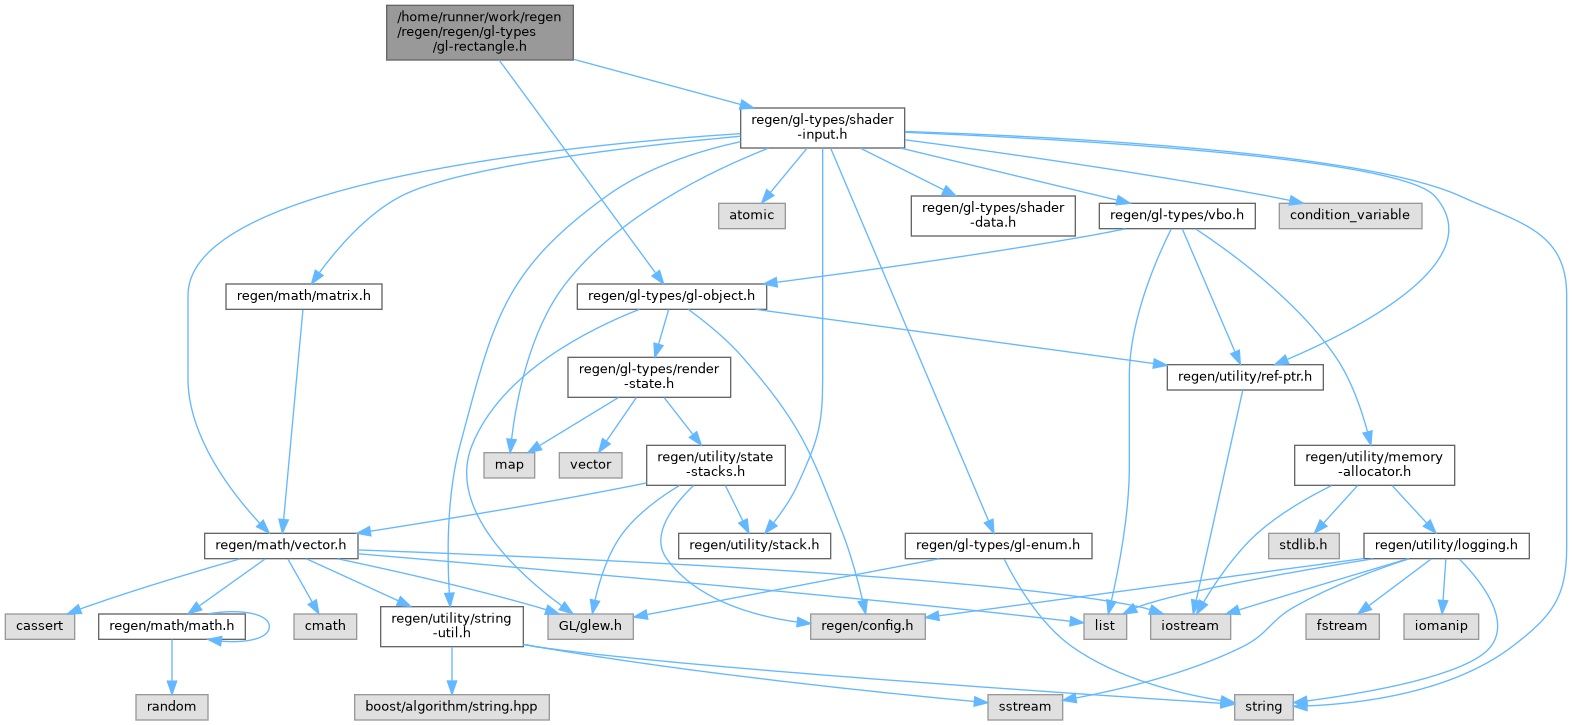 /home/runner/work/regen
/regen/regen/gl-types
/gl-rectangle.h
regen/gl-types/shader
-input.h
atomic
regen/gl-types/shader
-data.h
regen/gl-types/vbo.h
condition_variable
regen/math/matrix.h
regen/gl-types/gl-object.h
regen/gl-types/render
-state.h
regen/utility/ref-ptr.h
map
vector
regen/utility/state
-stacks.h
regen/utility/memory
-allocator.h
regen/math/vector.h
regen/utility/stack.h
regen/gl-types/gl-enum.h
stdlib.h
regen/utility/logging.h
cassert
regen/math/math.h
cmath
regen/utility/string
-util.h
GL/glew.h
regen/config.h
list
iostream
fstream
iomanip
random
boost/algorithm/string.hpp
sstream
string